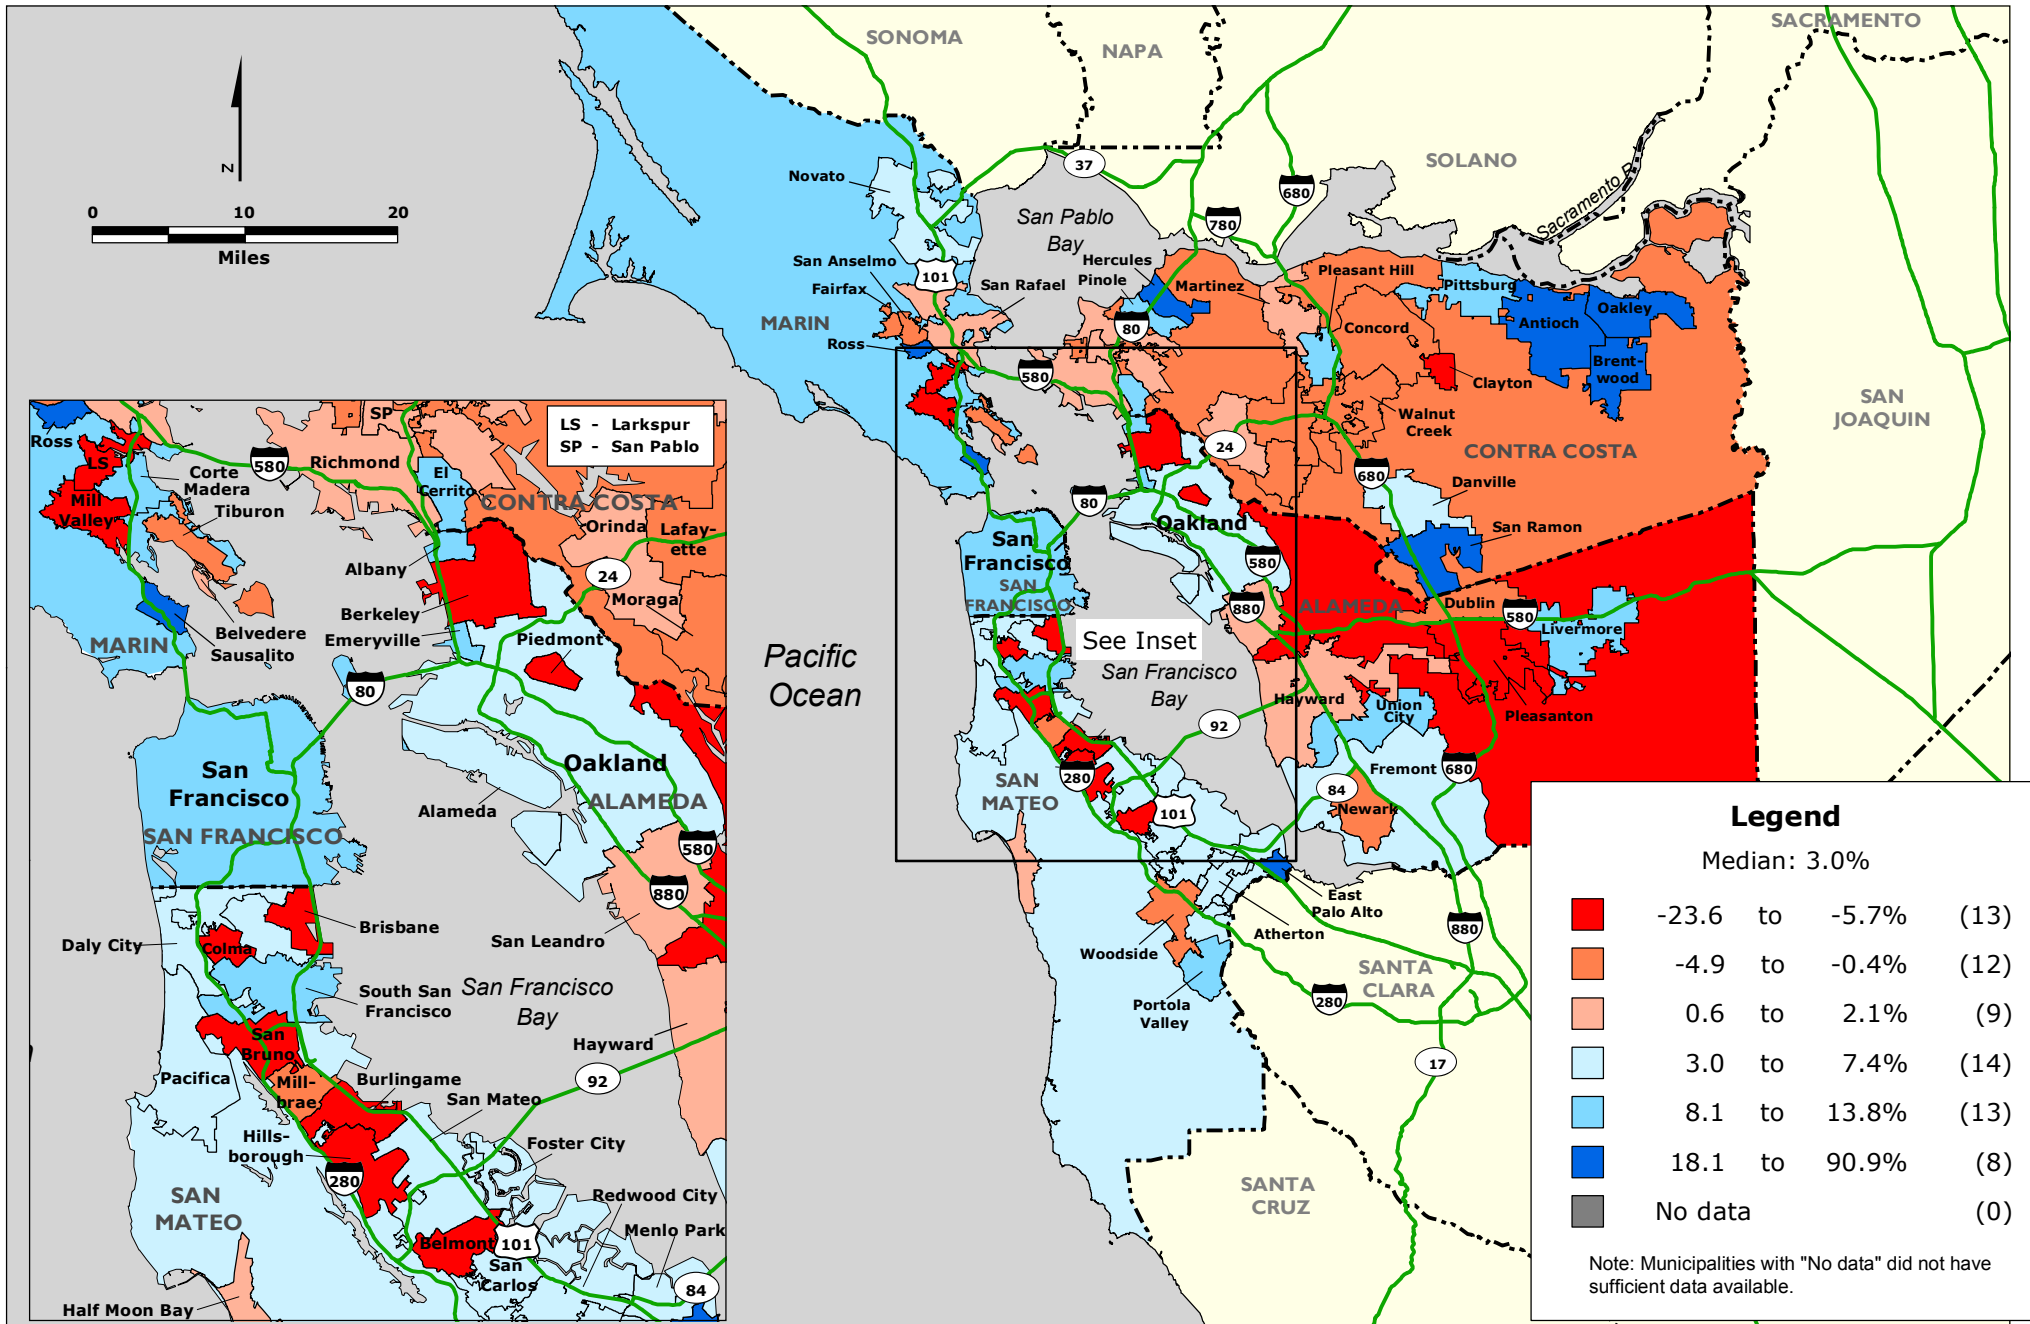 SONOMA
NAPA
SACRAMENTO
SOLANO
Sacramento R
N
0 10 20
Miles
37
680
780
Novato
San Pablo
Bay
San Anselmo
Fairfax
101
San Rafael
Hercules
Pinole
Martinez
Pleasant Hill
Pittsburg
MARIN
Ross
80
Concord
Antioch
Oakley
Brent-
wood
580
Clayton
Walnut
Creek
SAN
JOAQUIN
24
CONTRA COSTA
680
Danville
80
Oakland
San Ramon
San
Francisco
SAN
FRANCISCO
580
880
ALAMEDA
Dublin
580
Livermore
See Inset
San Francisco
Bay
Pacific
Ocean
Hayward
Union
City
Pleasanton
92
280
SAN
MATEO
101
84
Fremont
680
Newark
East
Palo Alto
Atherton
Woodside
880
SANTA
CLARA
280
Portola
Valley
17
SANTA
CRUZ
LS - Larkspur
SP - San Pablo
SP
Ross
LS
580
Richmond
El
Cerrito
Corte
Madera
Mill
Valley
Tiburon
CONTRA COSTA
Orinda
Lafay-
ette
Albany
24
Moraga
Berkeley
Emeryville
Piedmont
MARIN
Belvedere
Sausalito
80
San
Francisco
SAN FRANCISCO
Oakland
ALAMEDA
Alameda
580
880
Brisbane
Daly City
Colma
San Leandro
South San
Francisco
San Francisco
Bay
San
Bruno
Hayward
Pacifica
Mill-
brae
Burlingame
92
San Mateo
Hills-
borough
Foster City
280
SAN
MATEO
Redwood City
Menlo Park
Belmont
101
San
Carlos
84
Half Moon Bay
Legend
Median: 3.0%
-23.6 to -5.7% (13)
-4.9 to -0.4% (12)
0.6 to 2.1% (9)
3.0 to 7.4% (14)
8.1 to 13.8% (13)
18.1 to 90.9% (8)
No data (0)
Note: Municipalities with "No data" did not have
sufficient data available.